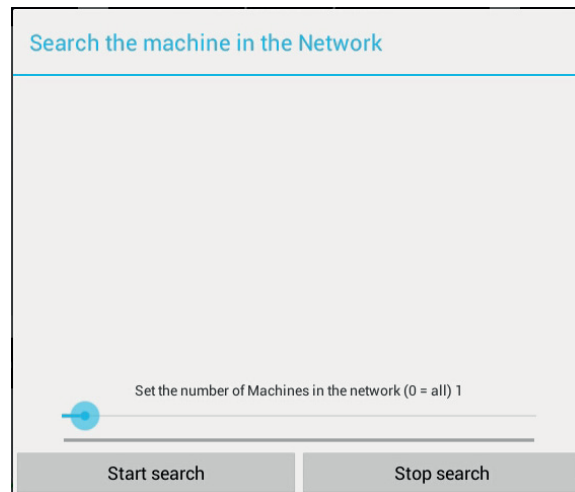 Search the machine in the Network
Set the number of Machines in the network (0 = all) 1
Start search
Stop search